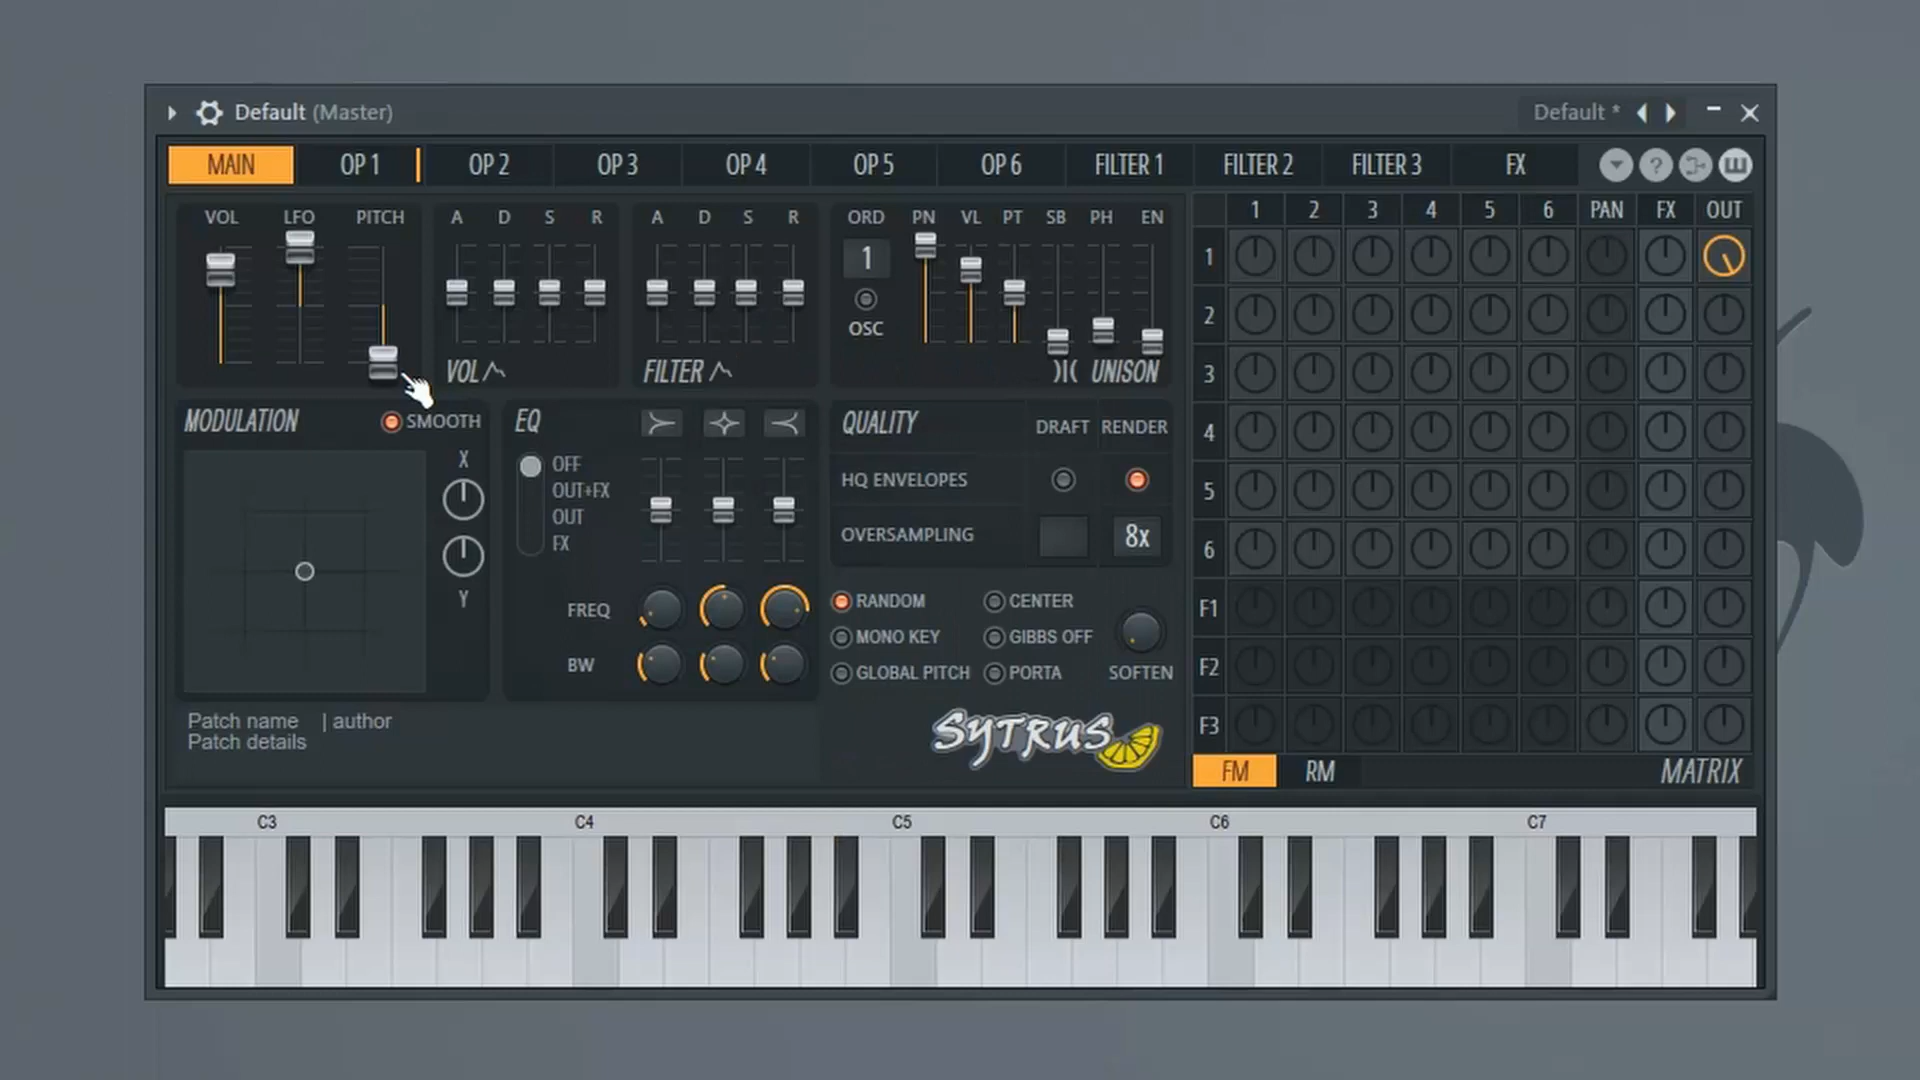 Default (Master)
Default *
MAIN
OP 1
OP 2
OP 3
OP 4
OP 5
OP 6
FILTER 1
FILTER 2
FILTER 3
FX
?
VOL LFO PITCH
A D S R
VOL
A D S R
FILTER
ORD PN VL PT SB PH EN
1
OSC
UNISON
MODULATION
SMOOTH
X
Y
EQ
OFF
OUT+FX
OUT
FX
FREQ
BW
QUALITY DRAFT RENDER
HQ ENVELOPES
OVERSAMPLING 8x
RANDOM CENTER
MONO KEY GIBBS OFF
GLOBAL PITCH PORTA
SOFTEN
Patch name | author
Patch details
SYTRUS
1 2 3 4 5 6 PAN FX OUT
1
2
3
4
5
6
F1
F2
F3
FM RM MATRIX
C3 C4 C5 C6 C7